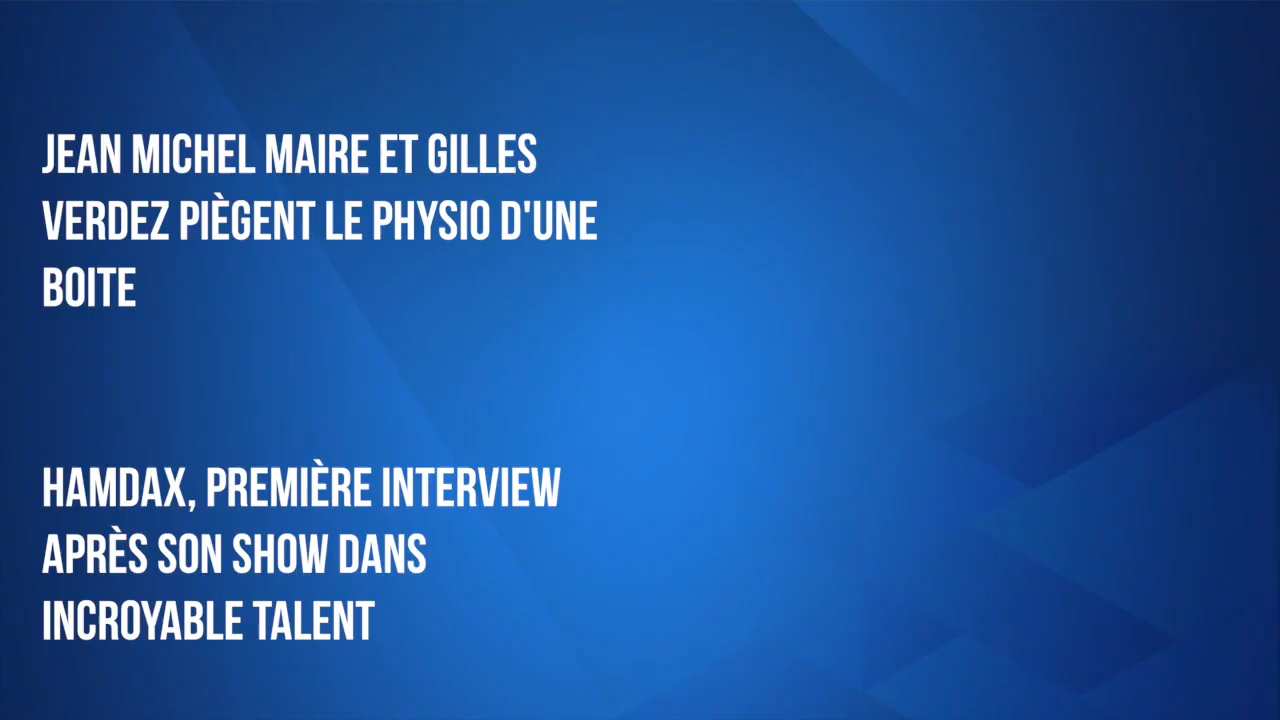 JEAN MICHEL MAIRE ET GILLES
VERDEZ PIÈGENT LE PHYSIO D'UNE
BOITE
HAMDAX, PREMIÈRE INTERVIEW
APRÈS SON SHOW DANS
INCROYABLE TALENT